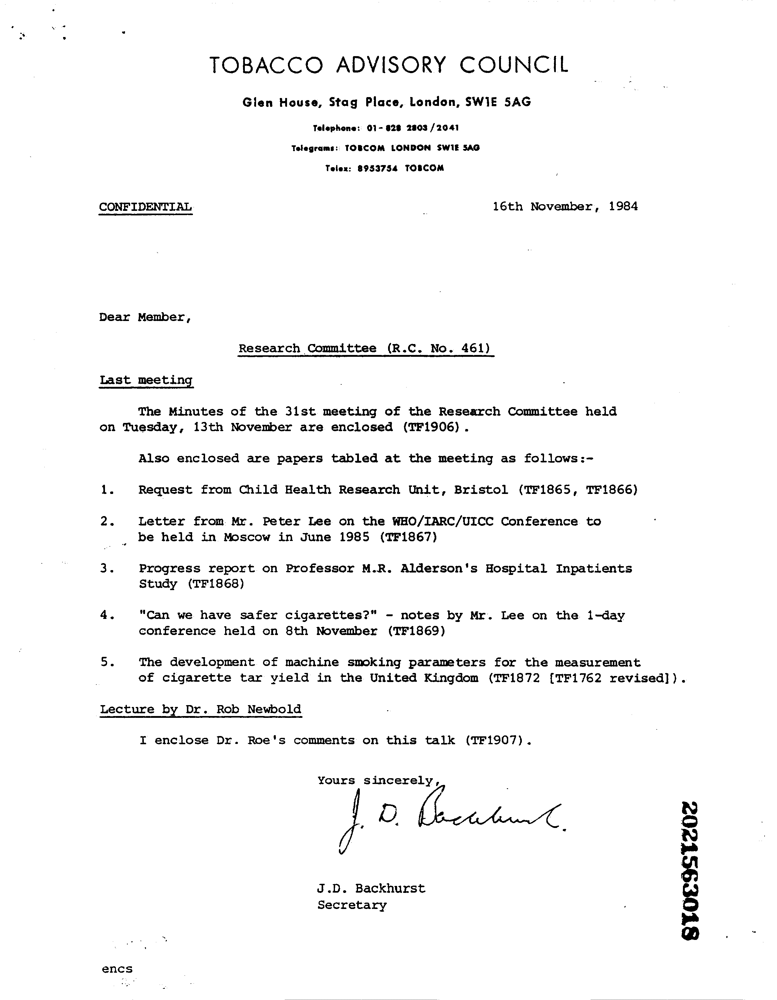 TOBACCO ADVISORY COUNCIL
Glen House, Stag Place, London, SW1E 5AG
Telephone: 01-828 2803/2041
Telegrams: TOBCOM LONDON SW1E 5AG
Telex: 8953754 TOBCOM
CONFIDENTIAL
16th November, 1984
Dear Member,
Research Committee (R.C. No. 461)
Last meeting
The Minutes of the 31st meeting of the Research Committee held
on Tuesday, 13th November are enclosed (TF1906).
Also enclosed are papers tabled at the meeting as follows:-
1. Request from Child Health Research Unit, Bristol (TF1865, TF1866)
2. Letter from Mr. Peter Lee on the WHO/IARC/UICC Conference to
be held in Moscow in June 1985 (TF1867)
3. Progress report on Professor M.R. Alderson's Hospital Inpatients
Study (TF1868)
4. "Can we have safer cigarettes?" - notes by Mr. Lee on the 1-day
conference held on 8th November (TF1869)
5. The development of machine smoking parameters for the measurement
of cigarette tar yield in the United Kingdom (TF1872 [TF1762 revised]).
Lecture by Dr. Rob Newbold
I enclose Dr. Roe's comments on this talk (TF1907).
Yours sincerely,
J. D. Backhurst.
J.D. Backhurst
Secretary
encs
2021563018